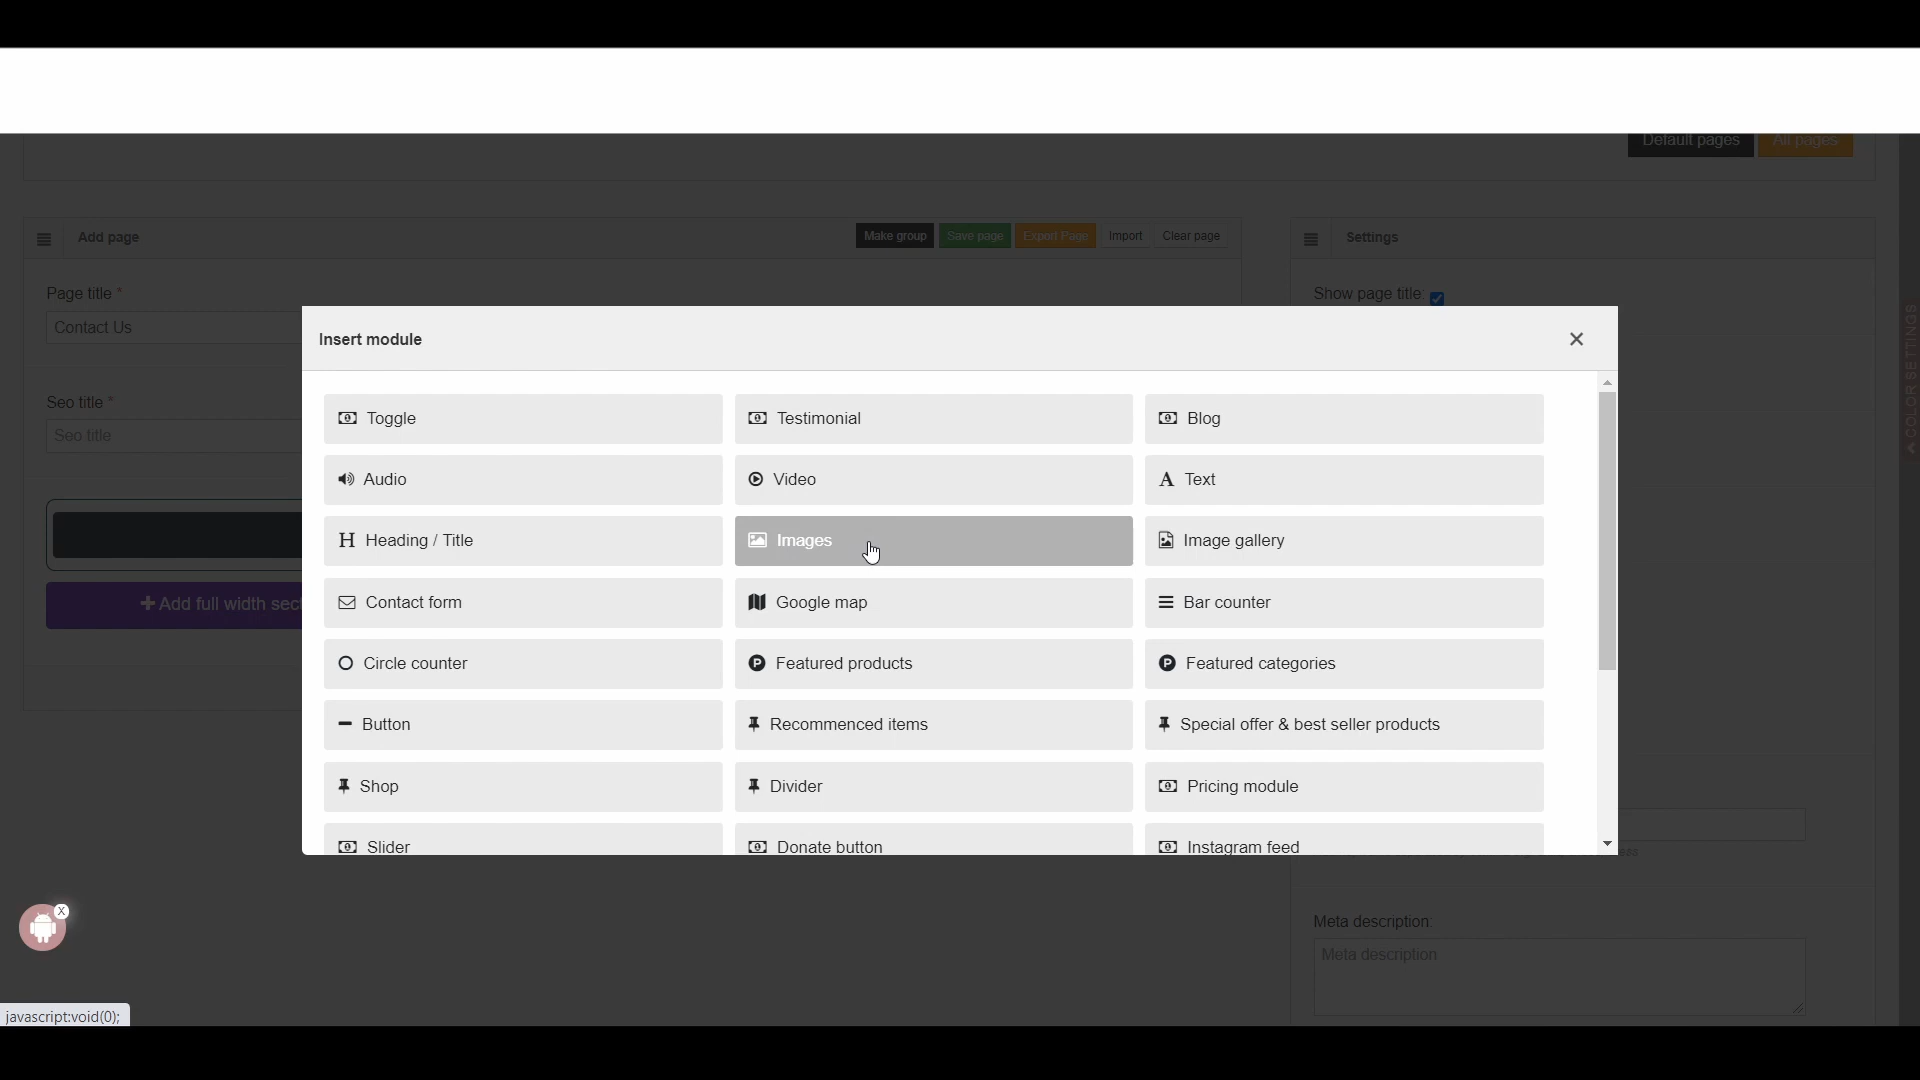 Default pages All pages
Add page
Make group Save page Export Page Import Clear page
Settings
Page title *
Show page title:
Contact Us
Insert module
Seo title *
Seo title
Toggle
Testimonial
Blog
Audio
Video
Text
Heading / Title
Images
Image gallery
Contact form
Google map
Bar counter
Add full width sect
Circle counter
Featured products
Featured categories
Button
Recommenced items
Special offer & best seller products
Shop
Divider
Pricing module
Slider
Donate button
Instagram feed
COLOR SETTINGS
X
Meta description:
Meta description
javascript:void(0);